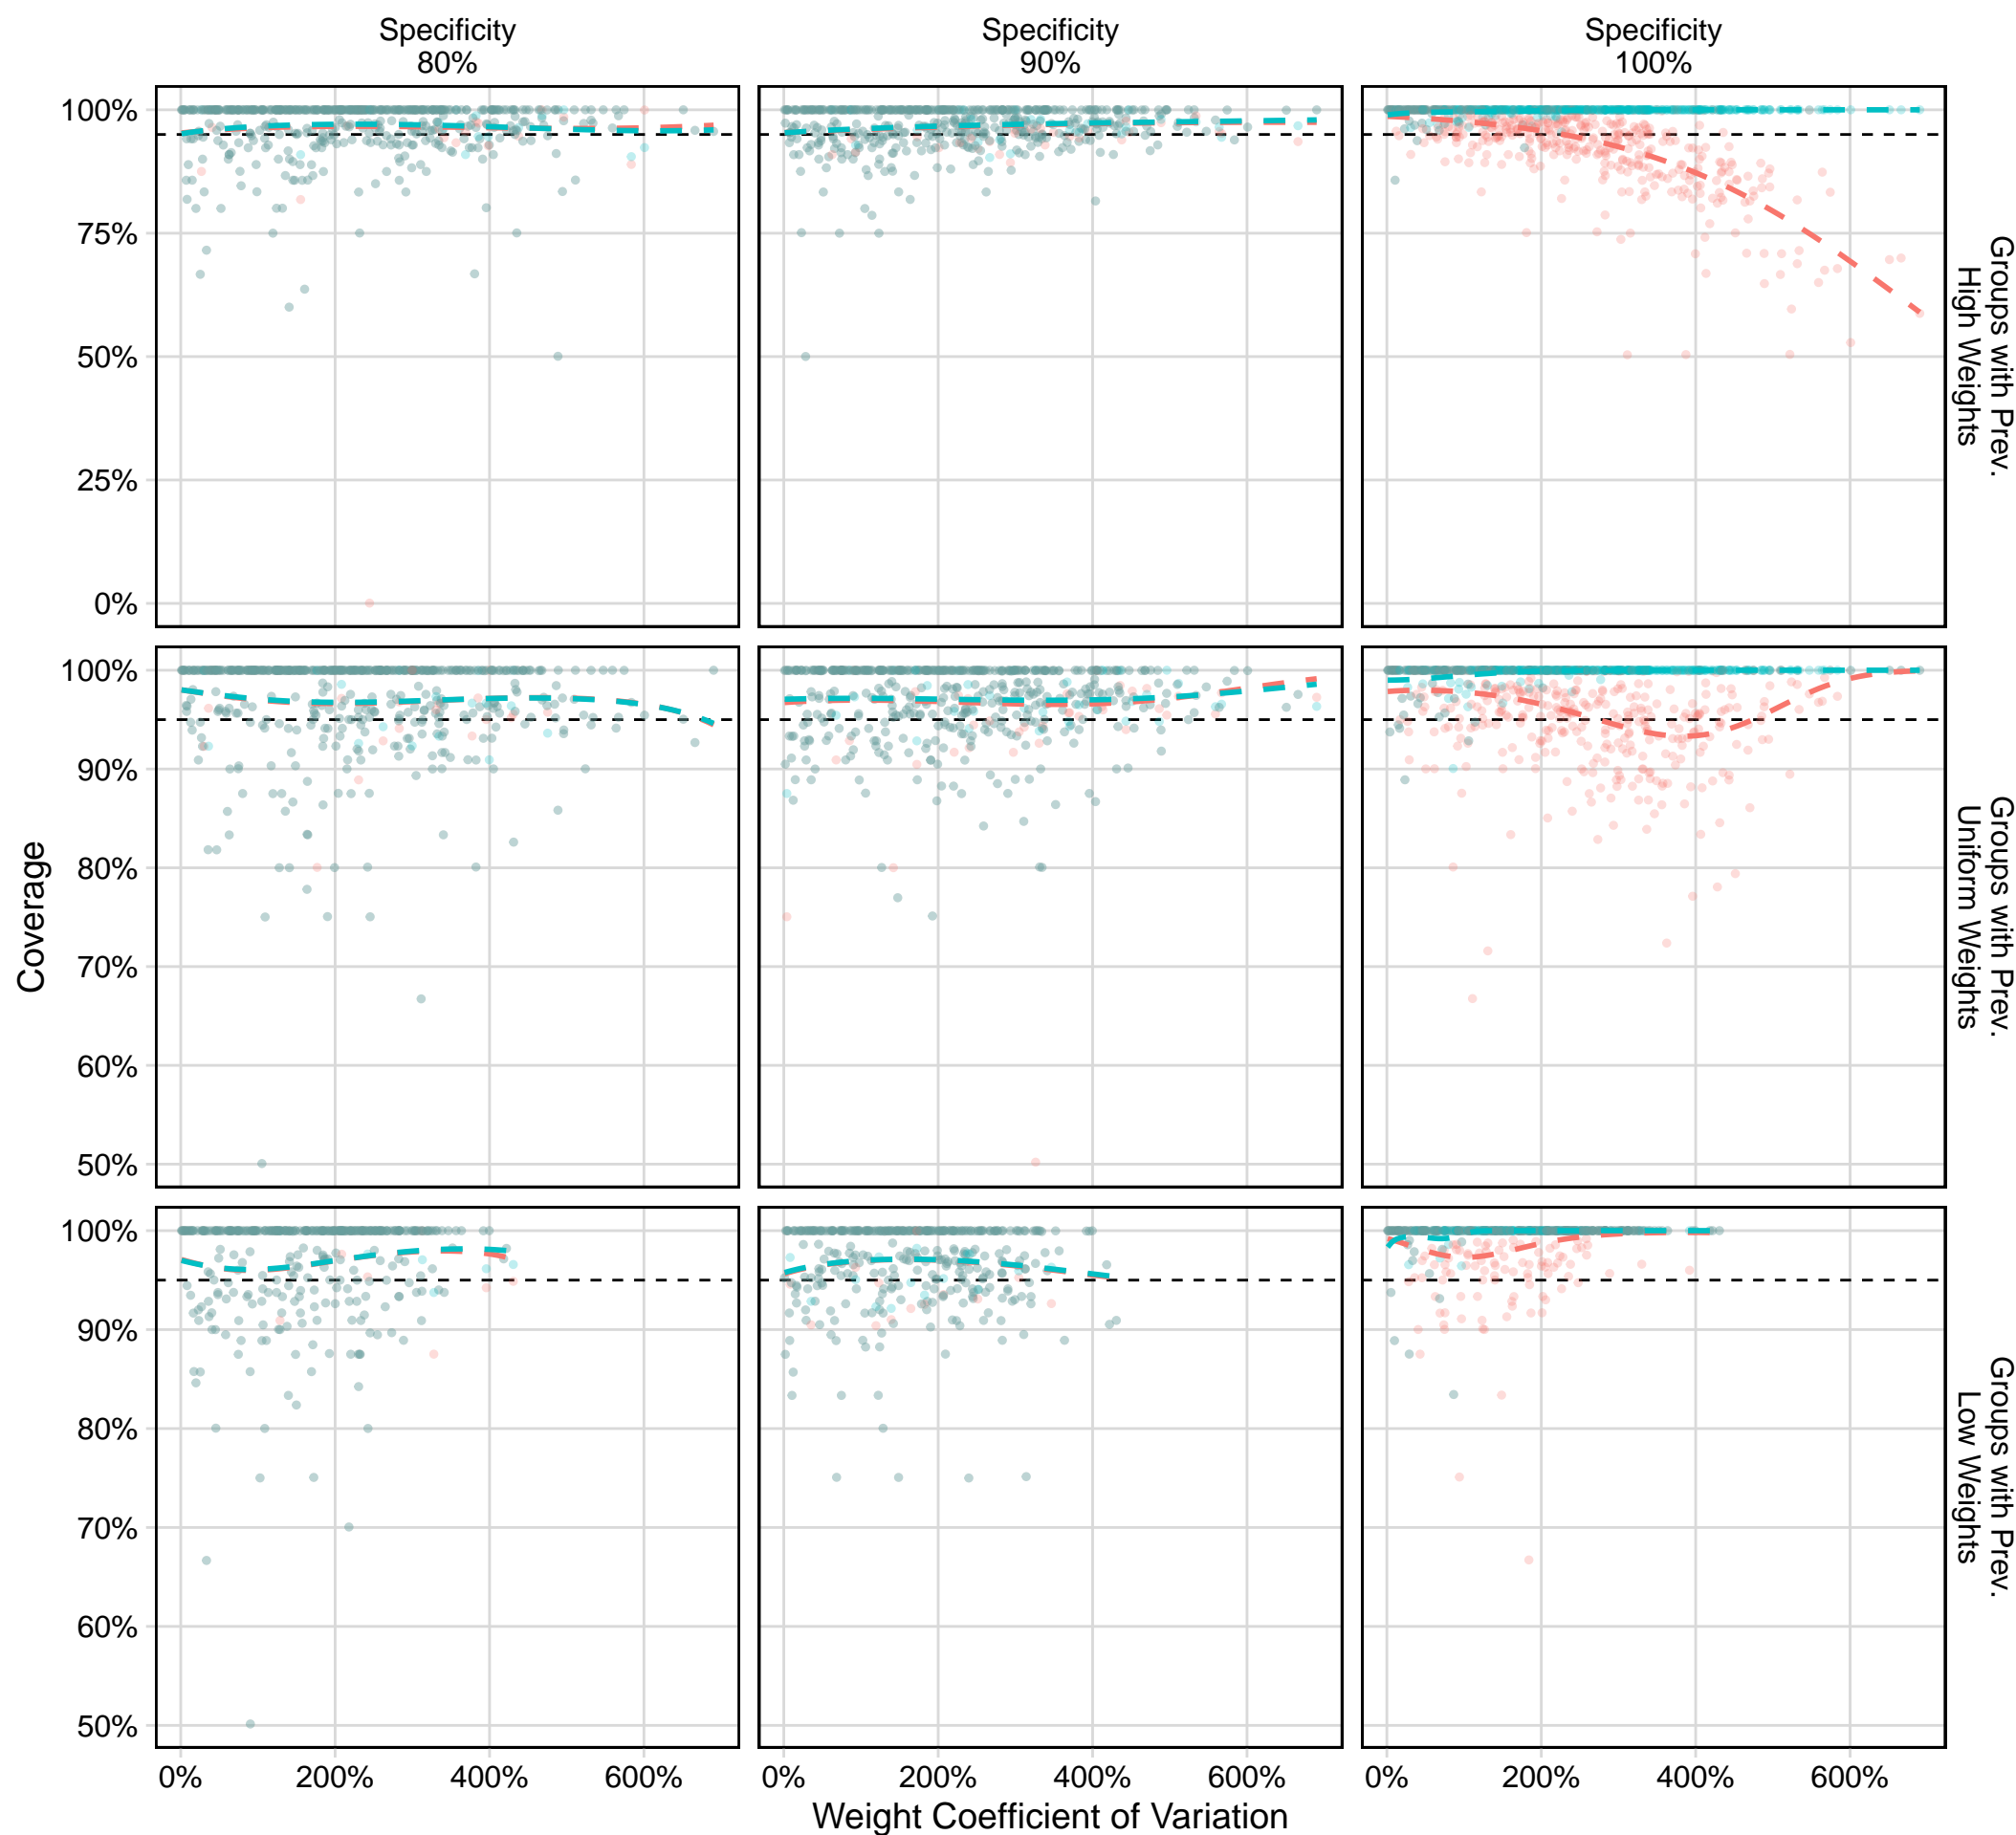 Specificity
80%
Specificity
90%
Specificity
100%
100%
75%
50%
25%
0%
Groups with Prev.
High Weights
100%
90%
80%
70%
60%
50%
Groups with Prev.
Uniform Weights
Coverage
100%
90%
80%
70%
60%
50%
Groups with Prev.
Low Weights
0% 200% 400% 600%
0% 200% 400% 600%
0% 200% 400% 600%
Weight Coefficient of Variation